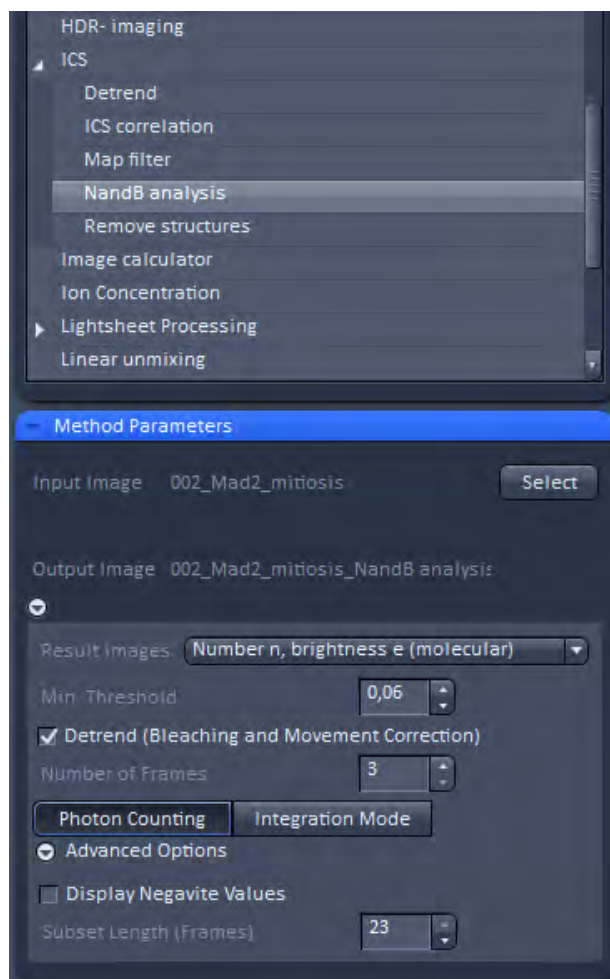 HDR- imaging
ICS
Detrend
ICS correlation
Map filter
NandB analysis
Remove structures
Image calculator
Ion Concentration
Lightsheet Processing
Linear unmixing
Method Parameters
Input Image 002_Mad2_mitiosis Select
Output Image 002_Mad2_mitiosis_NandB analysis
Result Images Number n, brightness e (molecular)
Min. Threshold 0,06
Detrend (Bleaching and Movement Correction)
Number of Frames 3
Photon Counting Integration Mode
Advanced Options
Display Negavite Values
Subset Length (Frames) 23